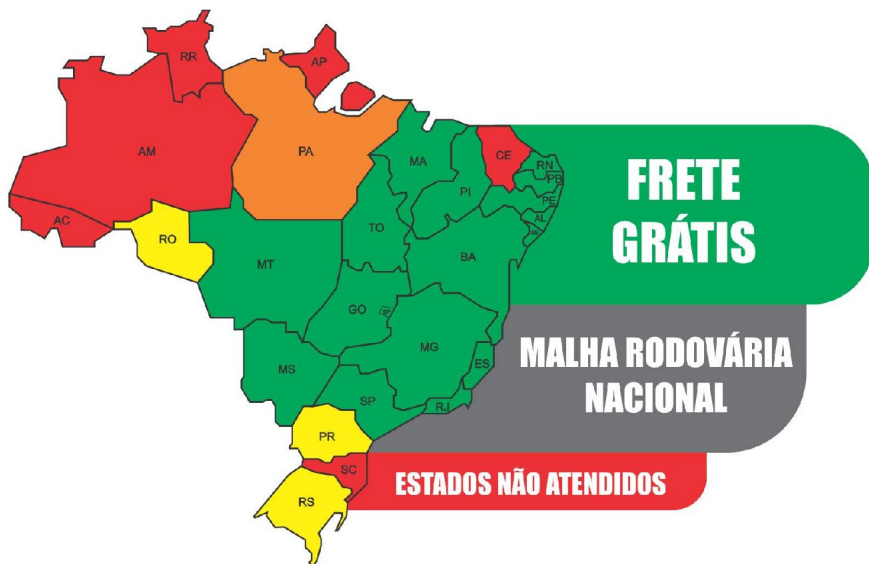 RR
AP
AM
PA
MA
CE
RN
PB
PI
PE
AL
AC
RO
TO
MT
BA
GO
DF
MG
ES
MS
SP
RJ
PR
SC
RS
FRETE
GRÁTIS
MALHA RODOVÁRIA
NACIONAL
ESTADOS NÃO ATENDIDOS